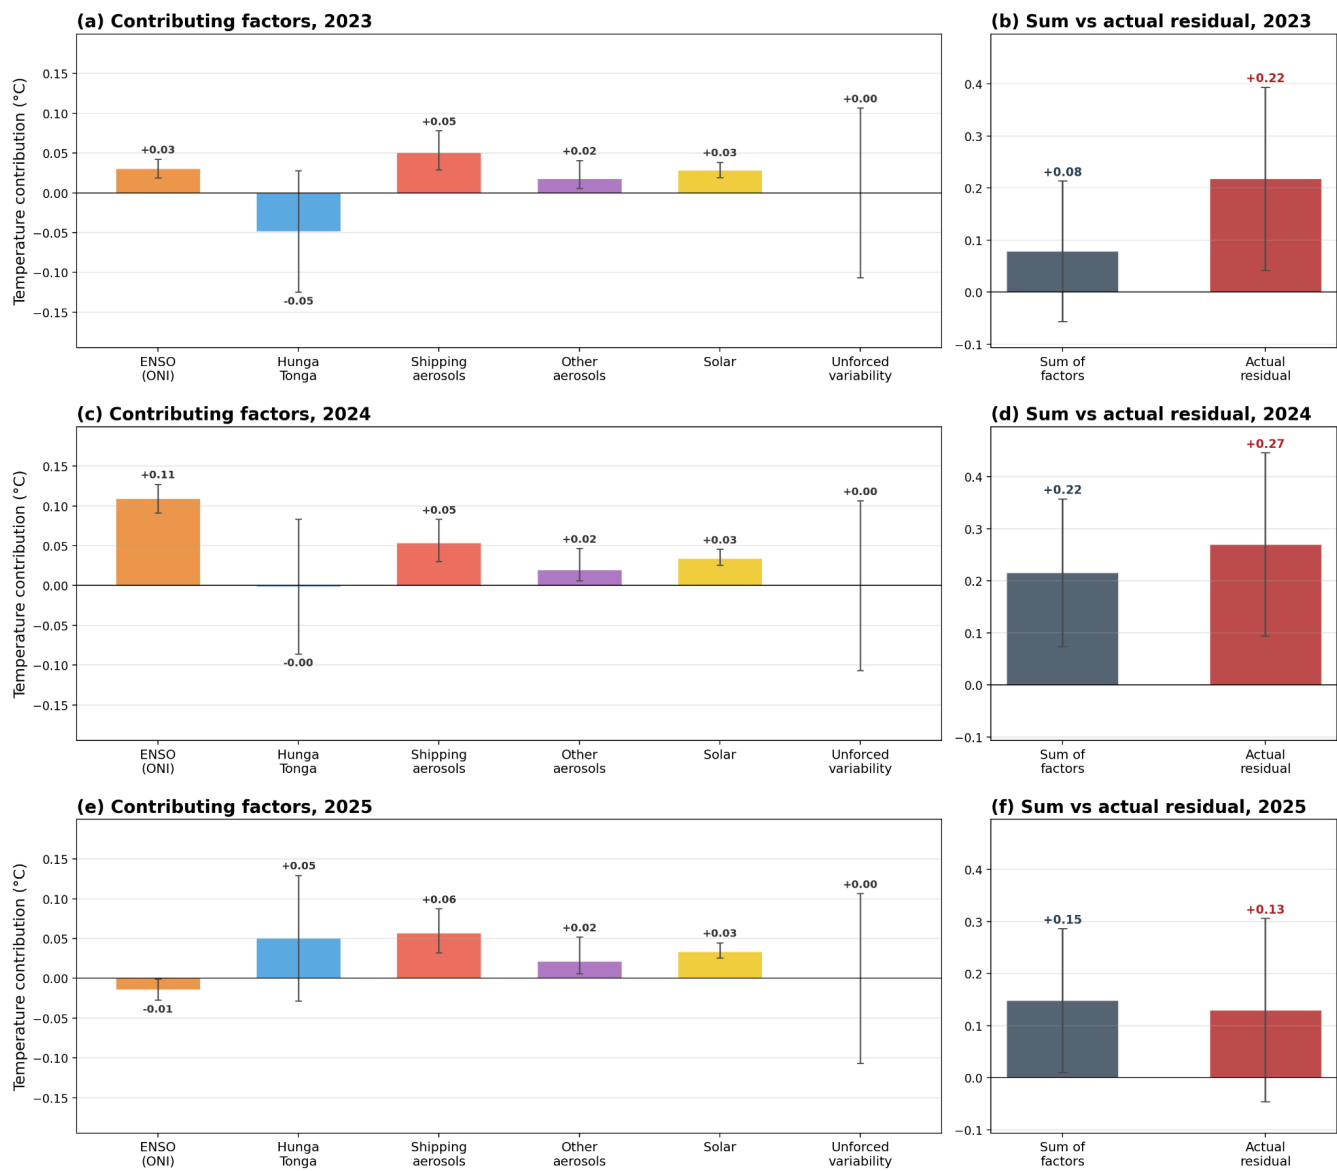 (a) Contributing factors, 2023
(b) Sum vs actual residual, 2023
Temperature contribution (°C)
0.15
0.10
0.05
0.00
−0.05
−0.10
−0.15
+0.03
-0.05
+0.05
+0.02
+0.03
+0.00
ENSO
(ONI)
Hunga
Tonga
Shipping
aerosols
Other
aerosols
Solar
Unforced
variability
0.4
0.3
0.2
0.1
0.0
−0.1
+0.08
+0.22
Sum of
factors
Actual
residual
(c) Contributing factors, 2024
(d) Sum vs actual residual, 2024
Temperature contribution (°C)
0.15
0.10
0.05
0.00
−0.05
−0.10
−0.15
+0.11
-0.00
+0.05
+0.02
+0.03
+0.00
ENSO
(ONI)
Hunga
Tonga
Shipping
aerosols
Other
aerosols
Solar
Unforced
variability
0.4
0.3
0.2
0.1
0.0
−0.1
+0.22
+0.27
Sum of
factors
Actual
residual
(e) Contributing factors, 2025
(f) Sum vs actual residual, 2025
Temperature contribution (°C)
0.15
0.10
0.05
0.00
−0.05
−0.10
−0.15
-0.01
+0.05
+0.06
+0.02
+0.03
+0.00
ENSO
(ONI)
Hunga
Tonga
Shipping
aerosols
Other
aerosols
Solar
Unforced
variability
0.4
0.3
0.2
0.1
0.0
−0.1
+0.15
+0.13
Sum of
factors
Actual
residual